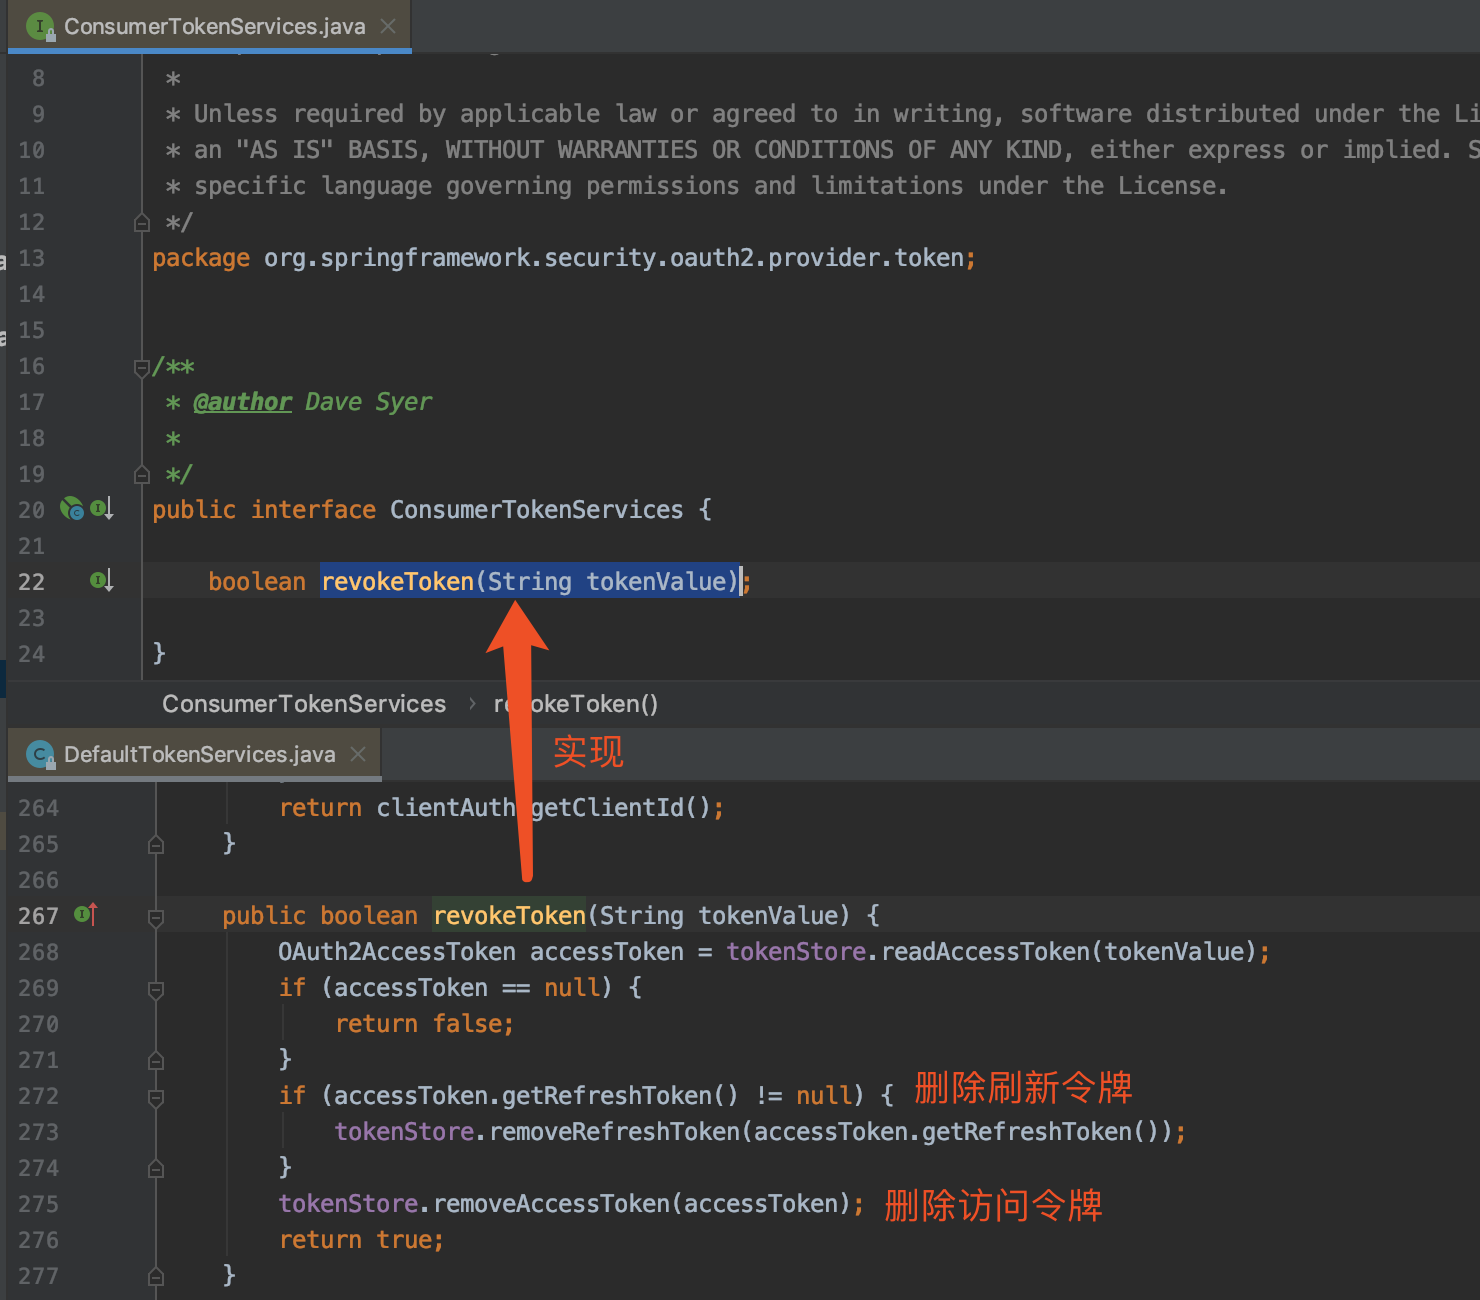 ConsumerTokenServices.java
8 *
9 * Unless required by applicable law or agreed to in writing, software distributed under the Li
10 * an "AS IS" BASIS, WITHOUT WARRANTIES OR CONDITIONS OF ANY KIND, either express or implied. S
11 * specific language governing permissions and limitations under the License.
12 */
13 package org.springframework.security.oauth2.provider.token;
14
15
16 /**
17 * @author Dave Syer
18 *
19 */
20 public interface ConsumerTokenServices {
21
22 boolean revokeToken(String tokenValue);
23
24 }
ConsumerTokenServices › revokeToken()
实现
DefaultTokenServices.java
264 return clientAuth.getClientId();
265 }
266
267 public boolean revokeToken(String tokenValue) {
268 OAuth2AccessToken accessToken = tokenStore.readAccessToken(tokenValue);
269 if (accessToken == null) {
270 return false;
271 }
272 if (accessToken.getRefreshToken() != null) { 删除刷新令牌
273 tokenStore.removeRefreshToken(accessToken.getRefreshToken());
274 }
275 tokenStore.removeAccessToken(accessToken); 删除访问令牌
276 return true;
277 }